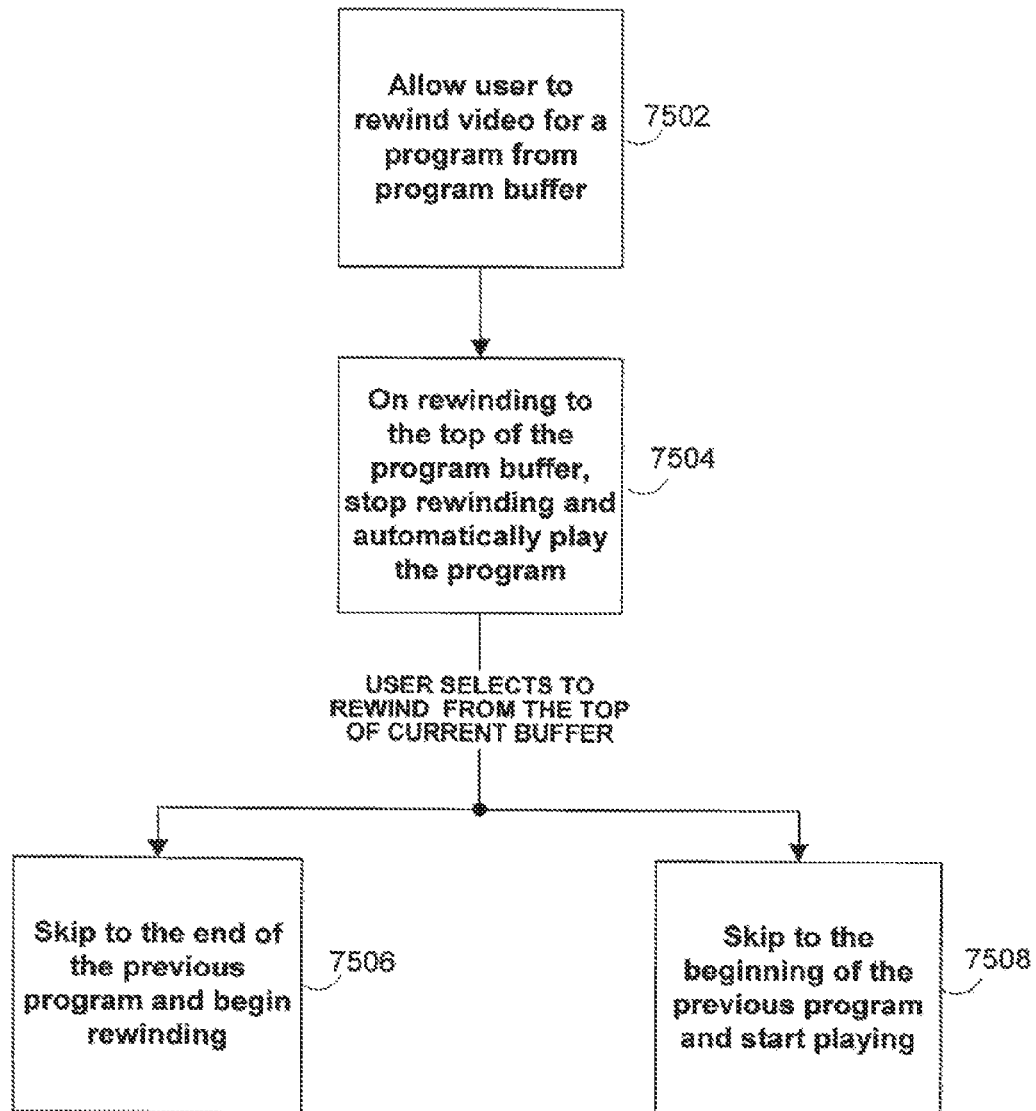 Allow user to
rewind video for a
program from
program buffer
7502
On rewinding to
the top of the
program buffer,
stop rewinding and
automatically play
the program
7504
USER SELECTS TO
REWIND FROM THE TOP
OF CURRENT BUFFER
Skip to the end of
the previous
program and begin
rewinding
7506
Skip to the
beginning of the
previous program
and start playing
7508